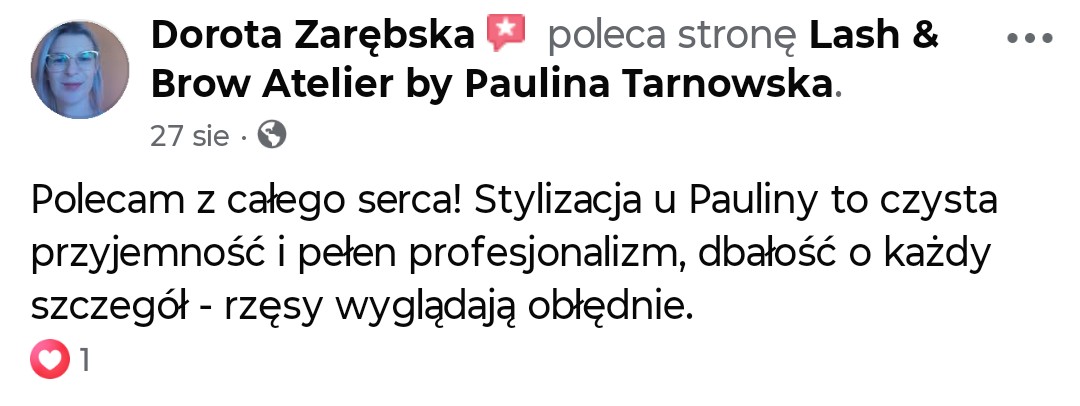 Dorota Zarębska poleca stronę Lash &
Brow Atelier by Paulina Tarnowska.
27 sie ·
Polecam z całego serca! Stylizacja u Pauliny to czysta
przyjemność i pełen profesjonalizm, dbałość o każdy
szczegół - rzęsy wyglądają obłędnie.
1